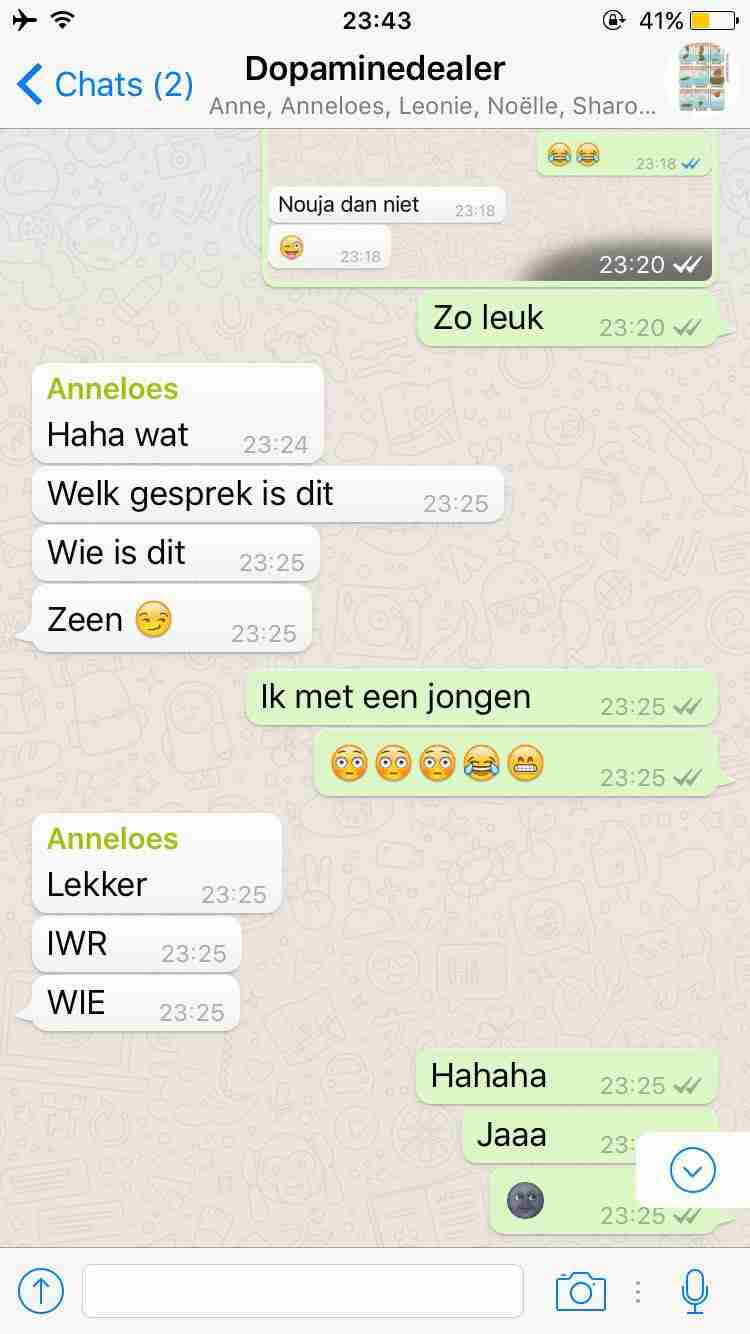 23:43
41%
Chats (2)
Dopaminedealer
Anne, Anneloes, Leonie, Noëlle, Sharo...
😂😂 23:18
Nouja dan niet 23:18
😜 23:18
23:20
Zo leuk 23:20
Anneloes
Haha wat 23:24
Welk gesprek is dit 23:25
Wie is dit 23:25
Zeen 😏 23:25
Ik met een jongen 23:25
😳😳😳😂😁 23:25
Anneloes
Lekker 23:25
IWR 23:25
WIE 23:25
Hahaha 23:25
Jaaa 23:
🌚 23:25